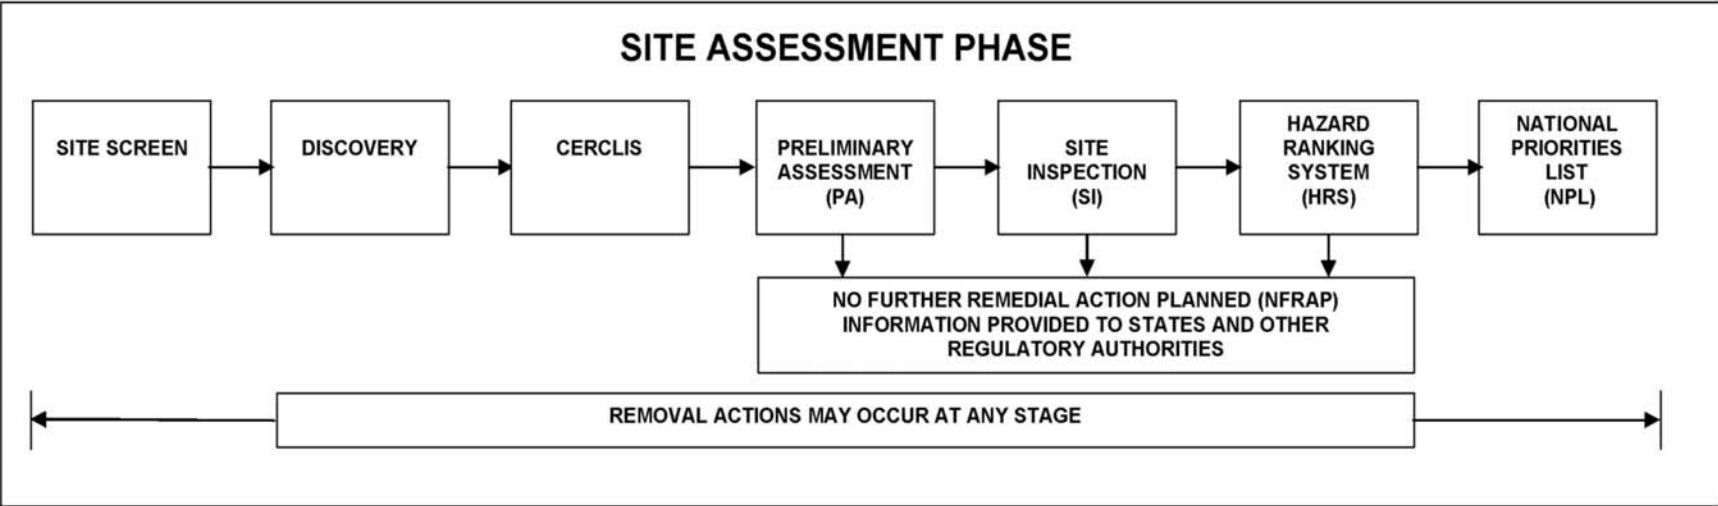 SITE ASSESSMENT PHASE
SITE SCREEN
DISCOVERY
CERCLIS
PRELIMINARY
ASSESSMENT
(PA)
SITE
INSPECTION
(SI)
HAZARD
RANKING
SYSTEM
(HRS)
NATIONAL
PRIORITIES
LIST
(NPL)
NO FURTHER REMEDIAL ACTION PLANNED (NFRAP)
INFORMATION PROVIDED TO STATES AND OTHER
REGULATORY AUTHORITIES
REMOVAL ACTIONS MAY OCCUR AT ANY STAGE